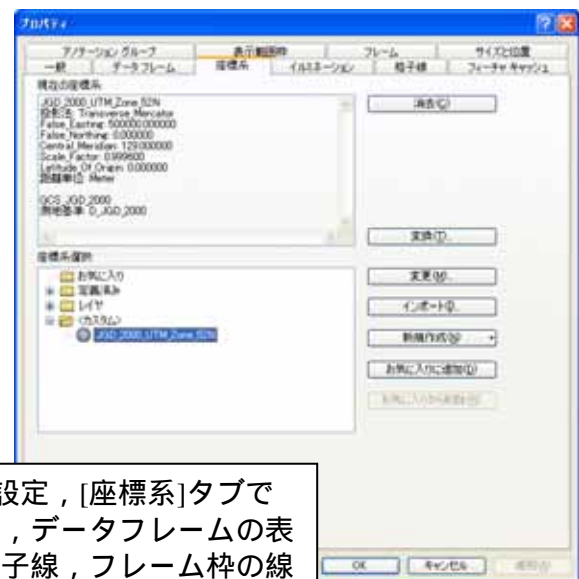 プロパティ
アノテーション グループ 表示範囲枠 フレーム サイズと位置
一般 データ フレーム 座標系 イルミネーション 格子線 フィーチャ キャッシュ
現在の座標系
JGD_2000_UTM_Zone_52N
投影法: Transverse_Mercator
False_Easting: 500000.000000
False_Northing: 0.000000
Central_Meridian: 129.000000
Scale_Factor: 0.999600
Latitude_Of_Origin: 0.000000
距離単位: Meter
GCS_JGD_2000
測地基準: D_JGD_2000
消去(C)
変換(T)...
座標系選択
お気に入り
定義済み
レイヤ
<カスタム>
JGD_2000_UTM_Zone_52N
変更(M)...
インポート(I)...
新規作成(N)
お気に入りに追加(D)
お気に入りから削除(R)
設定，[座標系]タブで
，データフレームの表
子線，フレーム枠の線
OK キャンセル 適用(A)